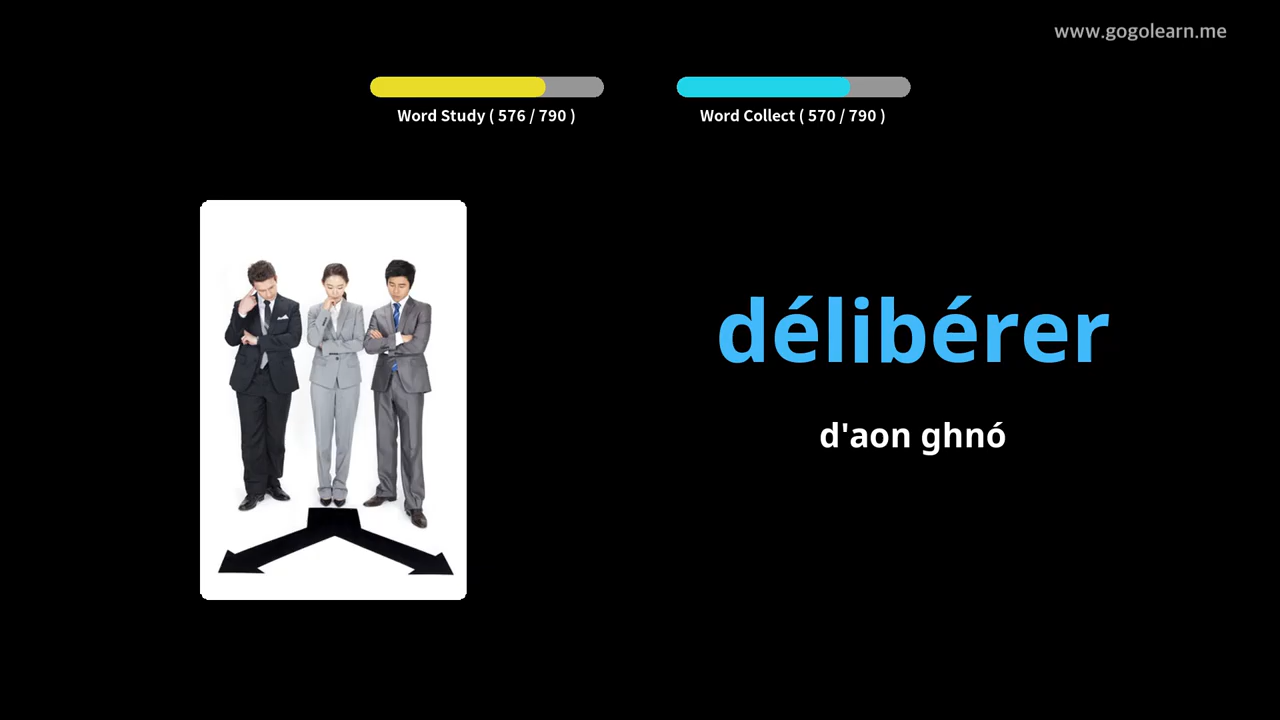 www.gogolearn.me
Word Study ( 576 / 790 )
Word Collect ( 570 / 790 )
délibérer
d'aon ghnó